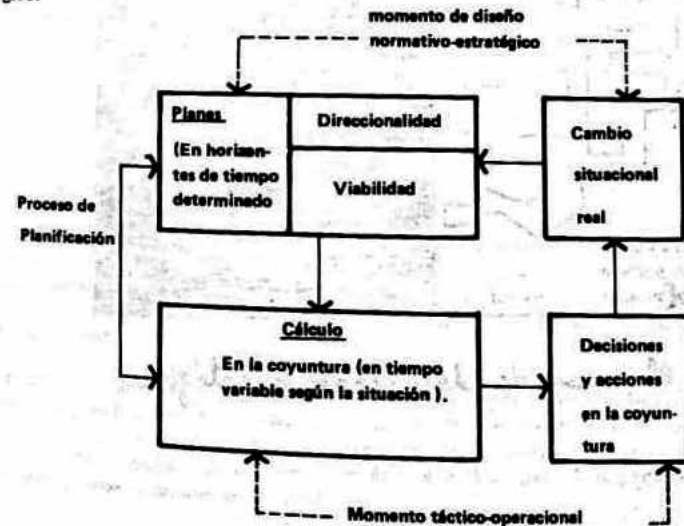 momento de diseño
normativo-estratégico
Planes
(En horizon-
tes de tiempo
determinado
Direccionalidad
Viabilidad
Cambio
situacional
real
Proceso de
Planificación
Cálculo
En la coyuntura (en tiempo
variable según la situación ).
Decisiones
y acciones
en la coyun-
tura
Momento táctico-operacional